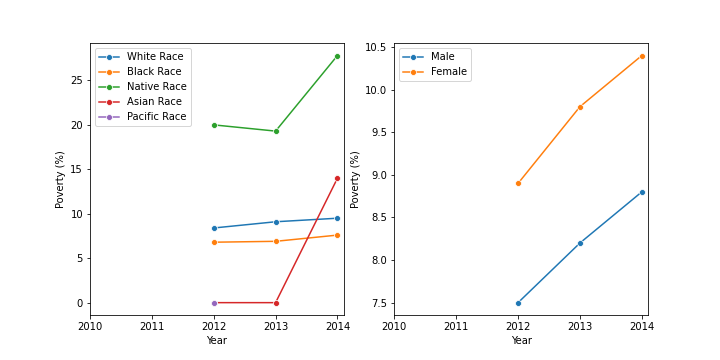 White Race
Black Race
Native Race
Asian Race
Pacific Race
Poverty (%)
25
20
15
10
5
0
2010 2011 2012 2013 2014
Year
Male
Female
Poverty (%)
10.5
10.0
9.5
9.0
8.5
8.0
7.5
2010 2011 2012 2013 2014
Year